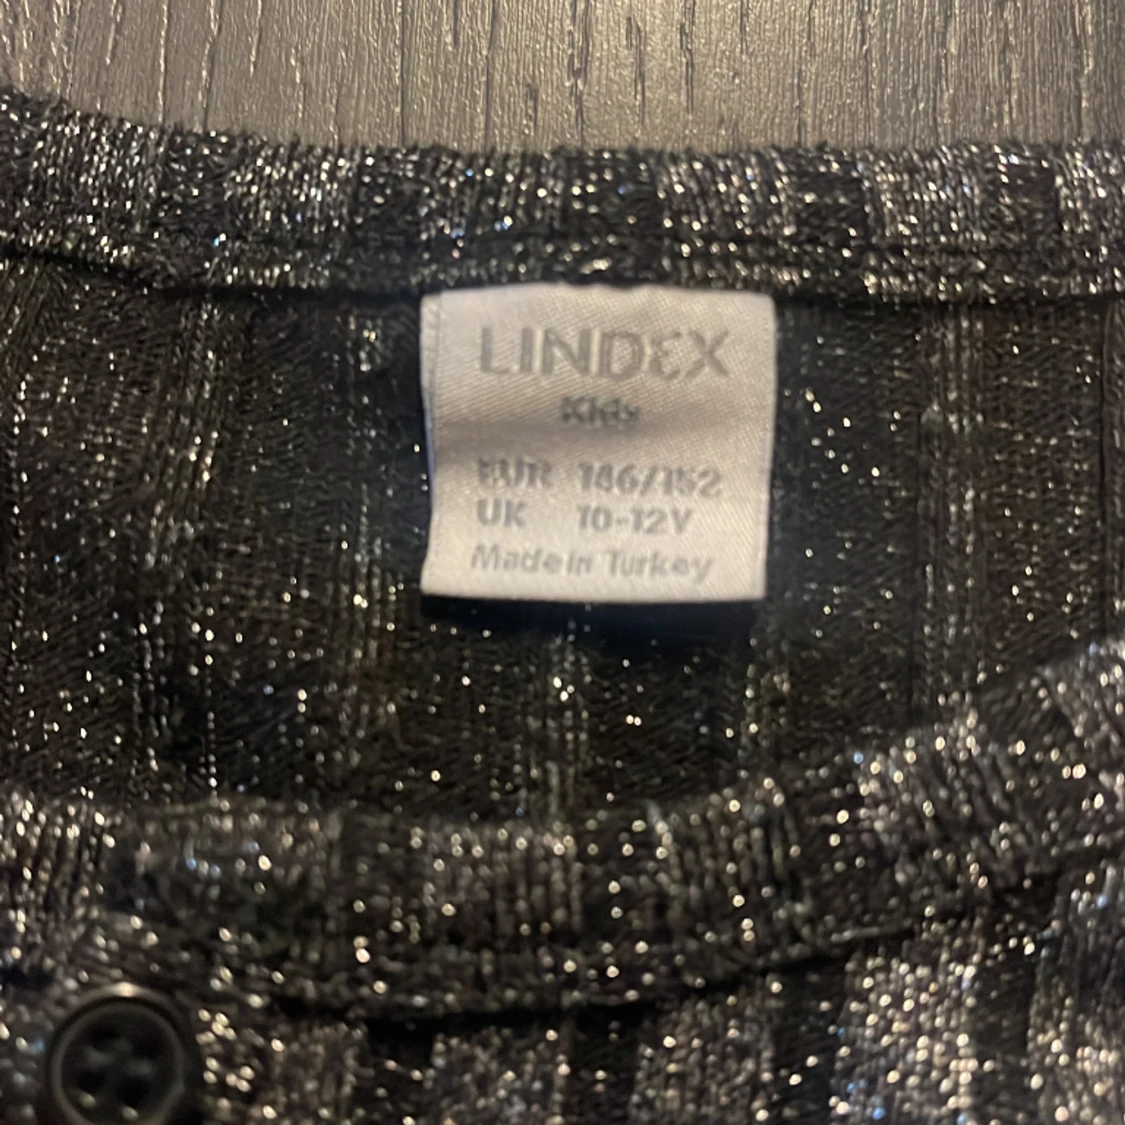 LINDEX
Kids
EUR 146/152
UK 10-12Y
Made in Turkey